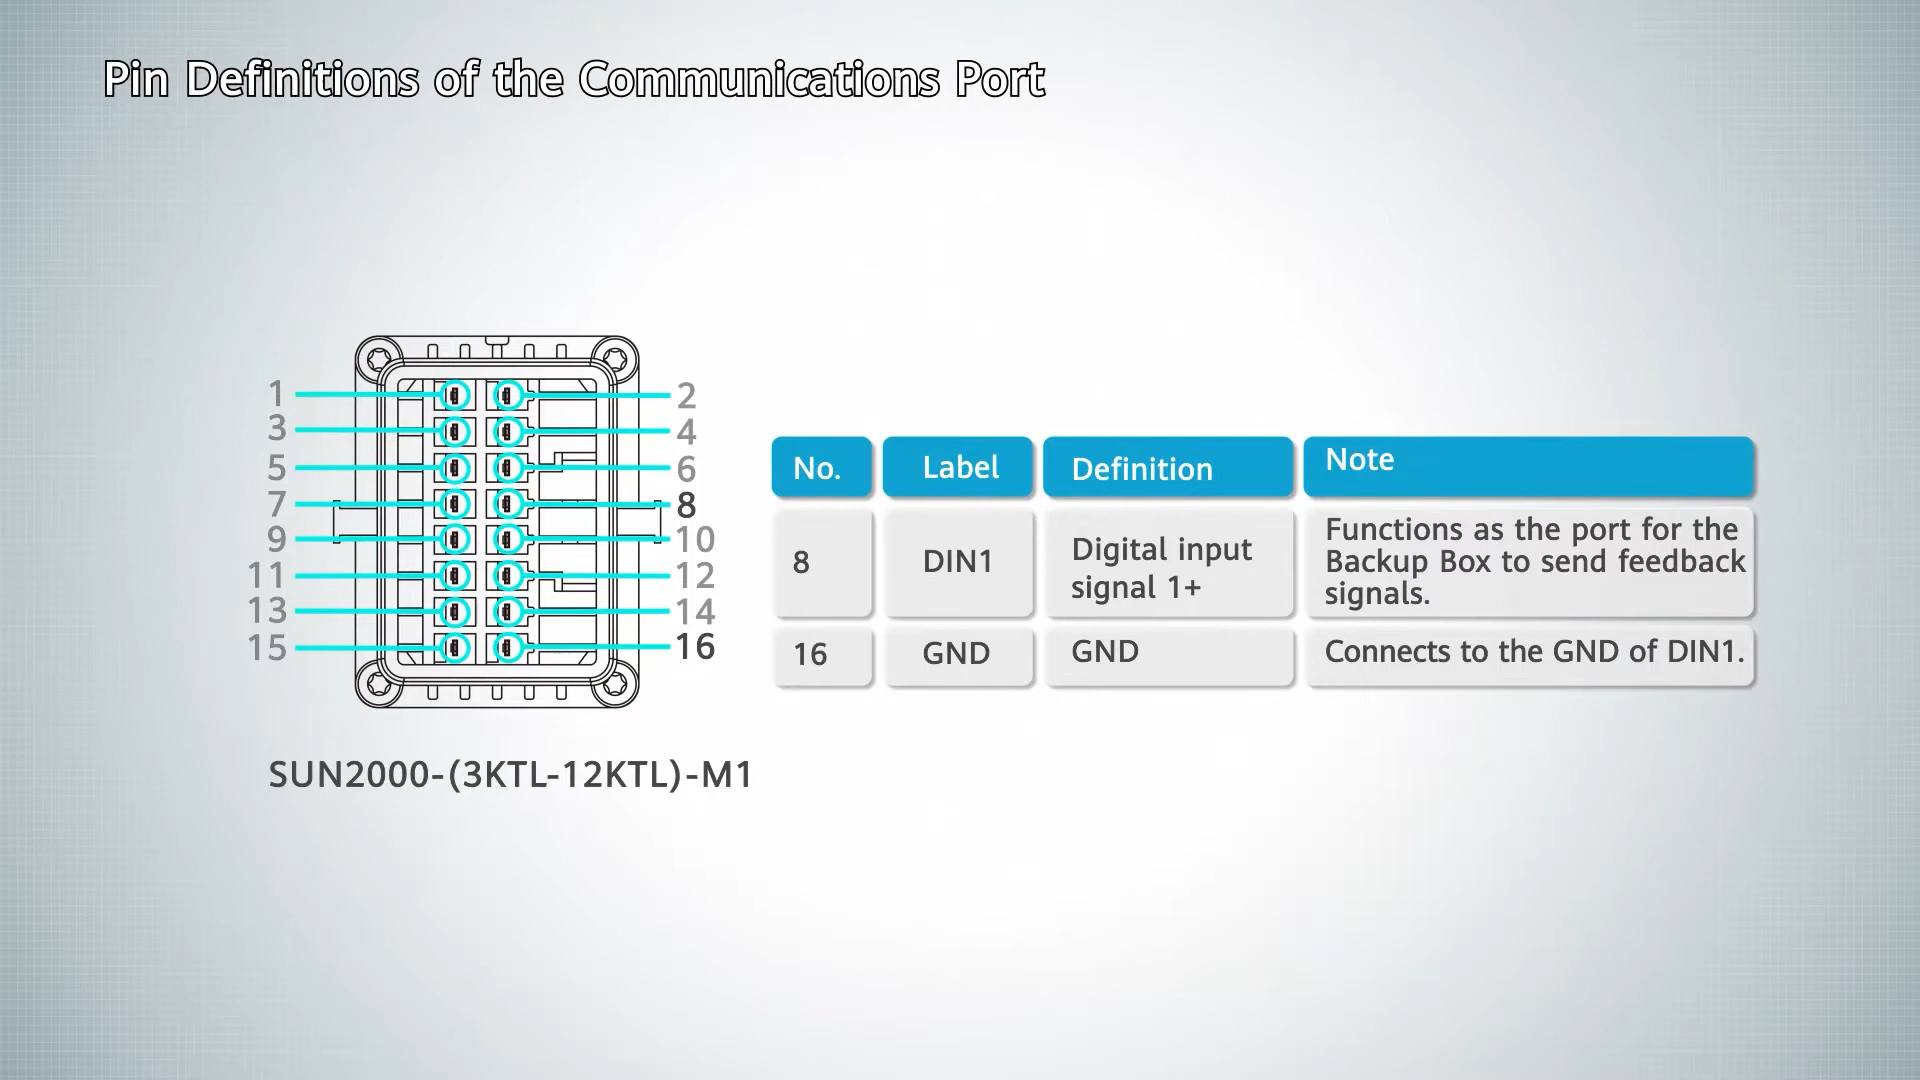 Pin Definitions of the Communications Port
1
2
3
4
5
6
7
8
9
10
11
12
13
14
15
16
SUN2000-(3KTL-12KTL)-M1
No. Label Definition Note
8 DIN1 Digital input
signal 1+
Functions as the port for the
Backup Box to send feedback
signals.
16 GND GND Connects to the GND of DIN1.